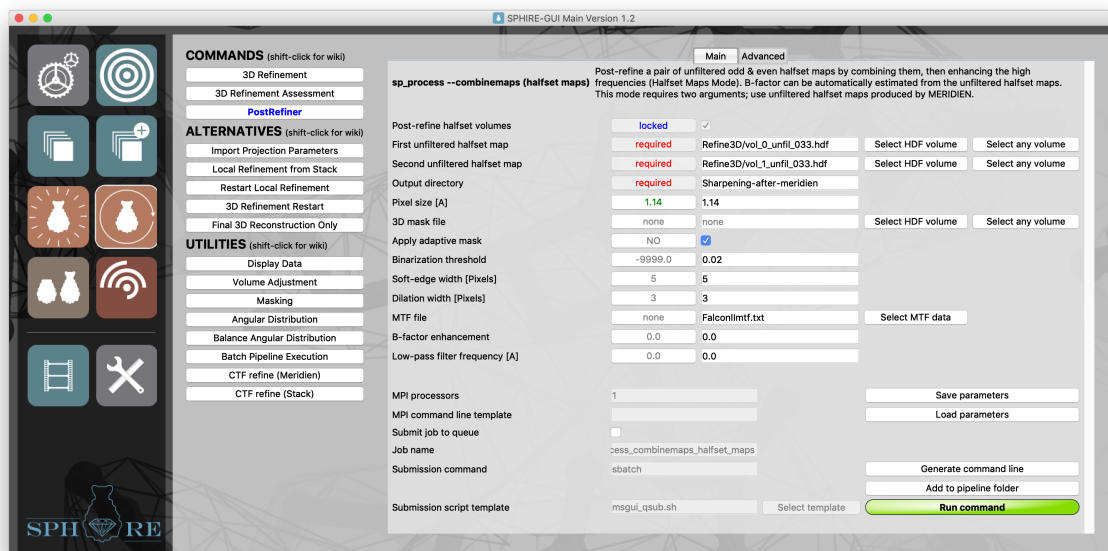 SPHIRE-GUI Main Version 1.2
COMMANDS (shift-click for wiki)
3D Refinement
3D Refinement Assessment
PostRefiner
ALTERNATIVES (shift-click for wiki)
Import Projection Parameters
Local Refinement from Stack
Restart Local Refinement
3D Refinement Restart
Final 3D Reconstruction Only
UTILITIES (shift-click for wiki)
Display Data
Volume Adjustment
Masking
Angular Distribution
Balance Angular Distribution
Batch Pipeline Execution
CTF refine (Meridien)
CTF refine (Stack)
SPH RE
Main Advanced
sp_process --combinemaps (halfset maps)
Post-refine a pair of unfiltered odd & even halfset maps by combining them, then enhancing the high
frequencies (Halfset Maps Mode). B-factor can be automatically estimated from the unfiltered halfset maps.
This mode requires two arguments; use unfiltered halfset maps produced by MERIDIEN.
Post-refine halfset volumes locked
First unfiltered halfset map required Refine3D/vol_0_unfil_033.hdf Select HDF volume Select any volume
Second unfiltered halfset map required Refine3D/vol_1_unfil_033.hdf Select HDF volume Select any volume
Output directory required Sharpening-after-meridien
Pixel size [A] 1.14 1.14
3D mask file none none Select HDF volume Select any volume
Apply adaptive mask NO
Binarization threshold -9999.0 0.02
Soft-edge width [Pixels] 5 5
Dilation width [Pixels] 3 3
MTF file none FalconIImtf.txt Select MTF data
B-factor enhancement 0.0 0.0
Low-pass filter frequency [A] 0.0 0.0
MPI processors 1 Save parameters
MPI command line template Load parameters
Submit job to queue
Job name cess_combinemaps_halfset_maps
Submission command sbatch Generate command line
Add to pipeline folder
Submission script template msgui_qsub.sh Select template Run command